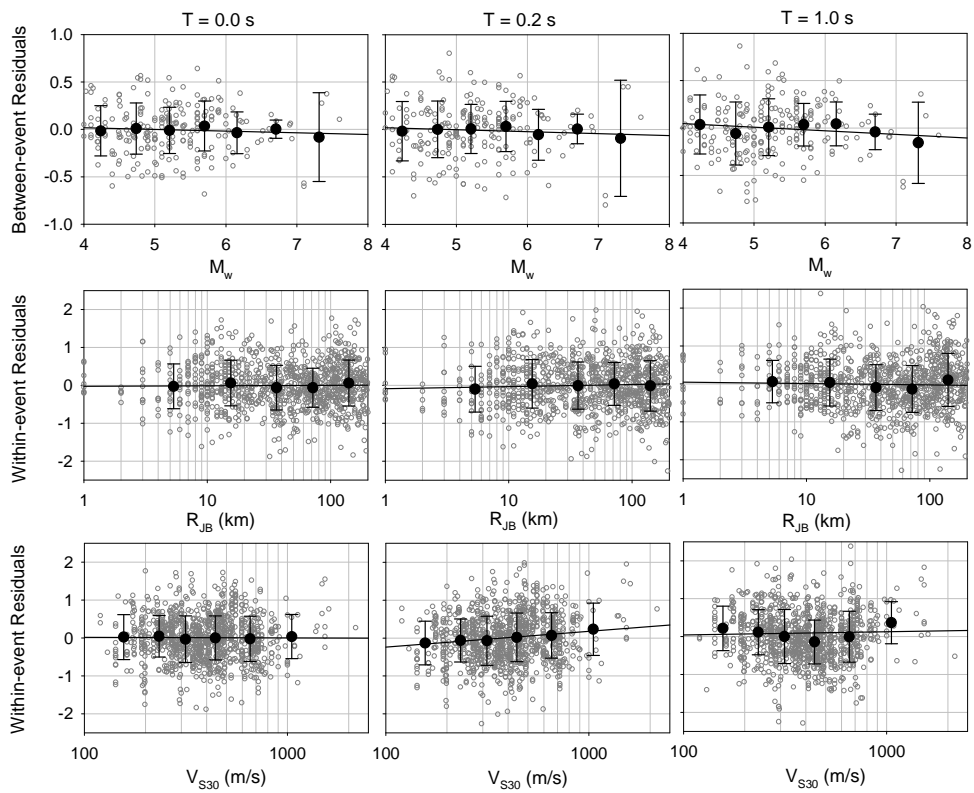 T = 0.0 s T = 0.2 s T = 1.0 s
Between-event Residuals
1.0
0.5
0.0
-0.5
-1.0
4 5 6 7 8 4 5 6 7 8 4 5 6 7 8
Mw Mw Mw
Within-event Residuals
2
1
0
-1
-2
1 10 100 1 10 100 1 10 100
RJB (km) RJB (km) RJB (km)
Within-event Residuals
2
1
0
-1
-2
100 1000 100 1000 100 1000
VS30 (m/s) VS30 (m/s) VS30 (m/s)